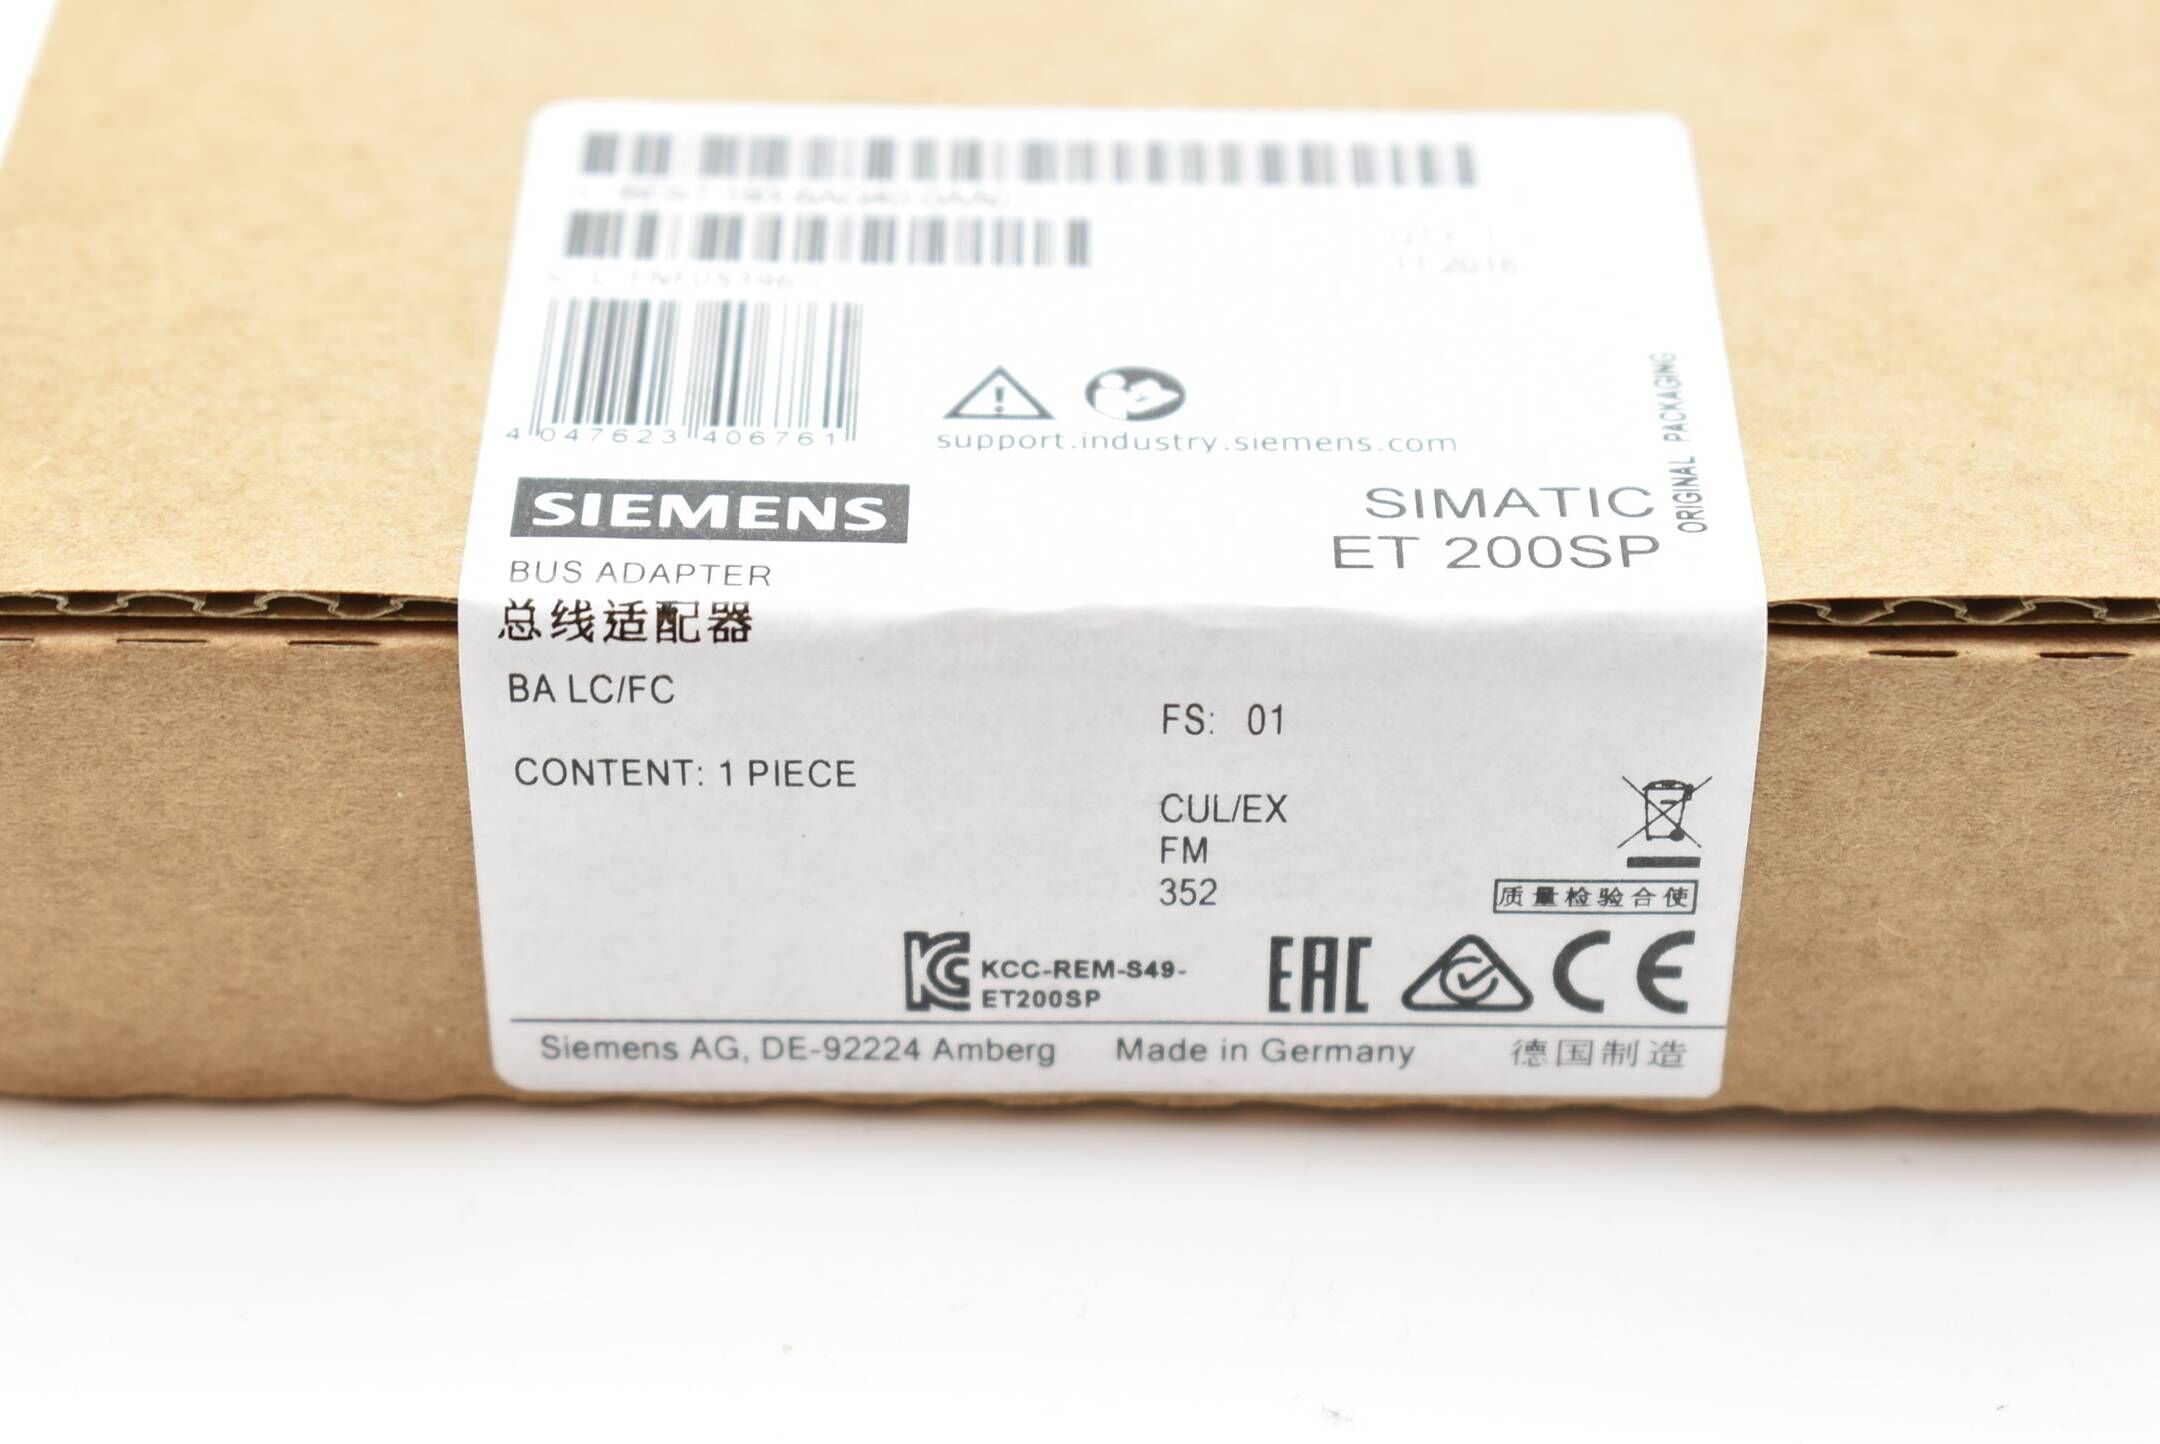 4 047623 406761
support.industry.siemens.com
ORIGINAL PACKAGING
SIEMENS
SIMATIC
ET 200SP
BUS ADAPTER
总线适配器
BA LC/FC
FS: 01
CONTENT: 1 PIECE
CUL/EX
FM
352
质量检验合使
KCC-REM-S49-
ET200SP
EAC
CE
Siemens AG, DE-92224 Amberg Made in Germany 德国制造